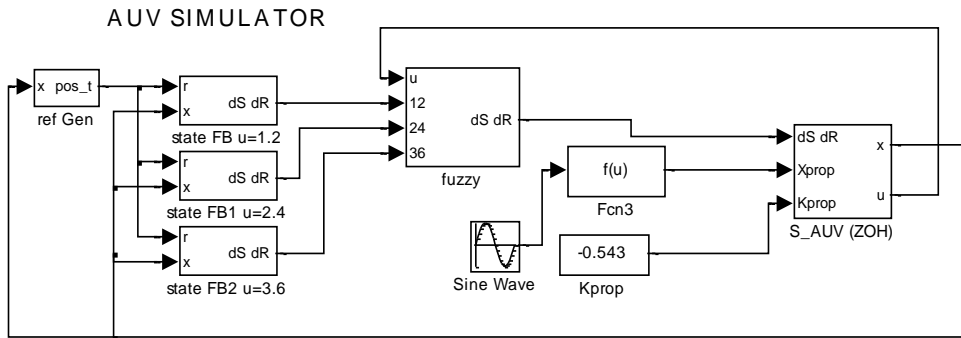 AUV SIMULATOR
x pos_t
ref Gen
r
x
dS dR
state FB u=1.2
r
x
dS dR
state FB1 u=2.4
r
x
dS dR
state FB2 u=3.6
u
12
24
36
dS dR
fuzzy
Sine Wave
f(u)
Fcn3
-0.543
Kprop
dS dR
Xprop
Kprop
x
u
S_AUV (ZOH)